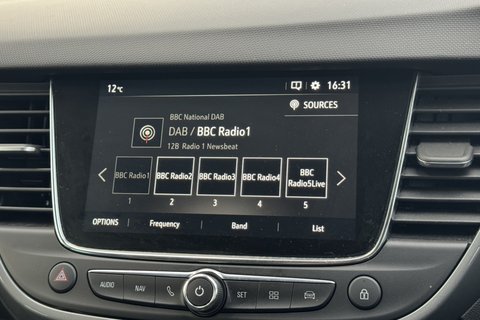 12°C 16:31
SOURCES
BBC National DAB
DAB / BBC Radio1
12B Radio 1 Newsbeat
BBC Radio1 BBC Radio2 BBC Radio3 BBC Radio4 BBC Radio5Live
1 2 3 4 5
OPTIONS Frequency Band List
AUDIO NAV SET